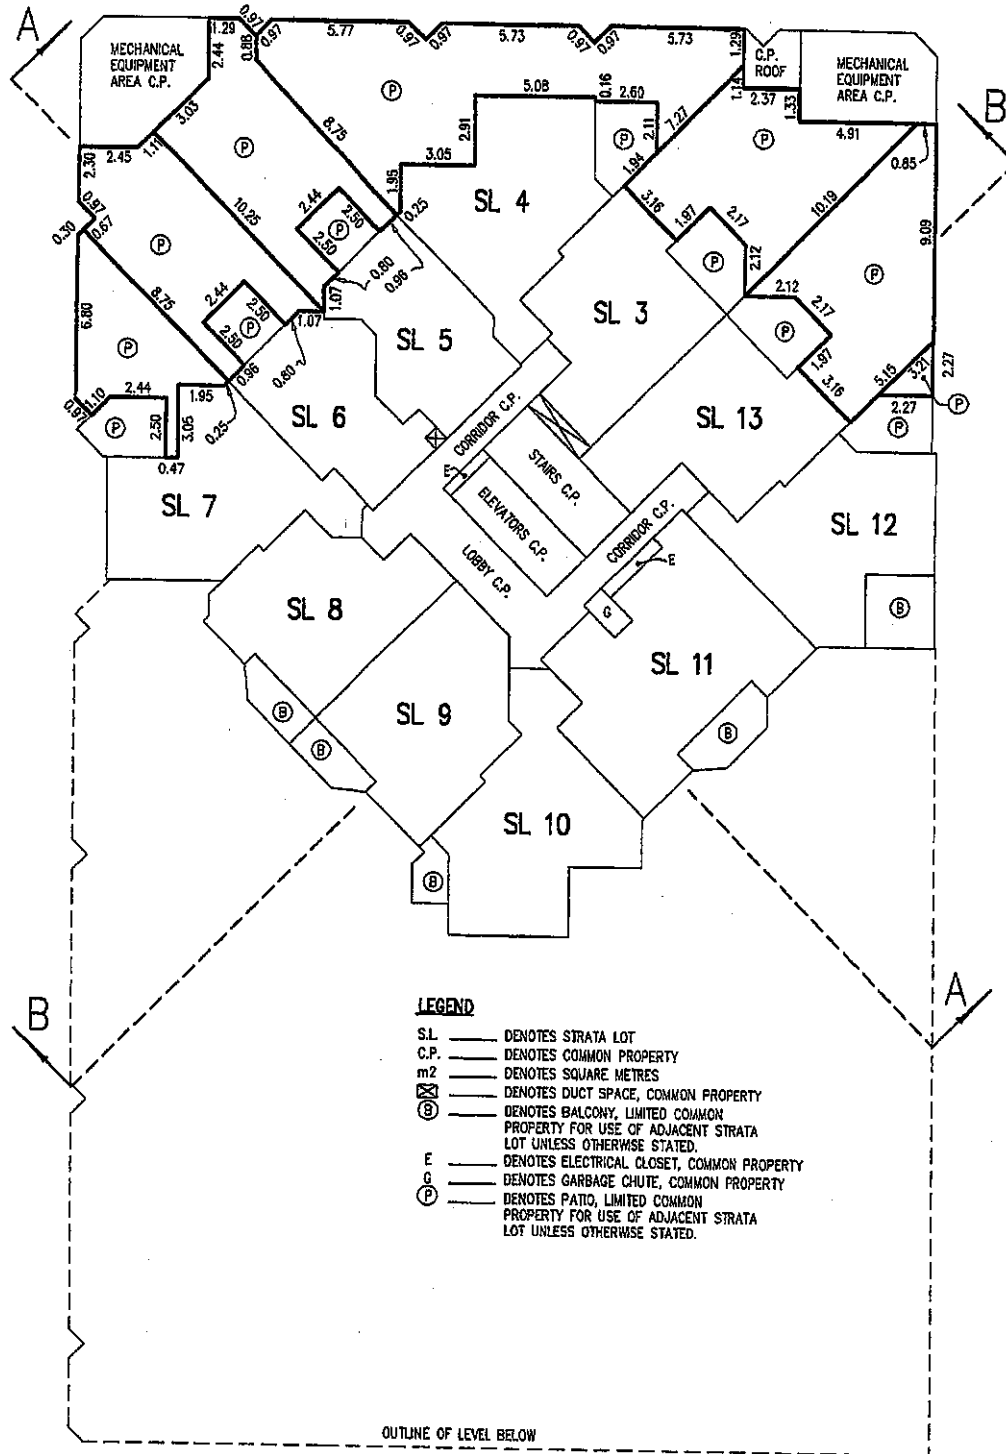 A
MECHANICAL
EQUIPMENT
AREA C.P.
1.29
2.44
0.97
0.88
0.97
5.77
0.97
0.97
5.73
0.97
0.97
5.73
1.29
C.P.
ROOF
MECHANICAL
EQUIPMENT
AREA C.P.
B
P
3.03
P
8.75
5.08
0.16
2.60
7.27
1.14
2.37
1.33
4.91
0.85
2.30
2.45
1.11
2.91
P
2.11
P
3.05
1.95
0.25
1.94
SL 4
0.97
0.30
0.67
10.25
2.44
2.50
P
2.50
3.16
1.97
2.17
10.19
9.09
P
0.80
0.96
P
2.12
P
6.80
8.75
2.44
2.50
P
2.50
1.07
1.07
SL 3
2.12
2.17
P
SL 5
P
0.80
0.96
1.97
3.16
5.15
3.21
2.27
1.10
2.44
1.95
0.97
P
2.50
3.05
0.25
SL 6
SL 13
2.27
P
P
0.47
CORRIDOR C.P.
STAIRS C.P.
E
ELEVATORS C.P.
SL 7
CORRIDOR C.P.
SL 12
LOBBY C.P.
E
SL 8
G
B
SL 11
SL 9
B
B
B
SL 10
B
B
A
LEGEND
S.L. DENOTES STRATA LOT
C.P. DENOTES COMMON PROPERTY
m2 DENOTES SQUARE METRES
DENOTES DUCT SPACE, COMMON PROPERTY
B DENOTES BALCONY, LIMITED COMMON
PROPERTY FOR USE OF ADJACENT STRATA
LOT UNLESS OTHERWISE STATED.
E DENOTES ELECTRICAL CLOSET, COMMON PROPERTY
G DENOTES GARBAGE CHUTE, COMMON PROPERTY
P DENOTES PATIO, LIMITED COMMON
PROPERTY FOR USE OF ADJACENT STRATA
LOT UNLESS OTHERWISE STATED.
OUTLINE OF LEVEL BELOW